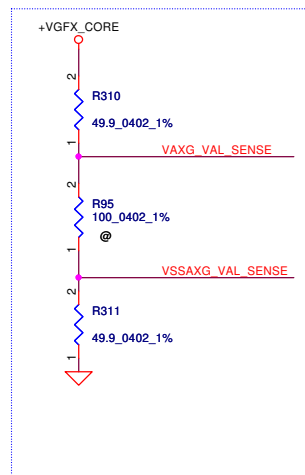 +VGFX_CORE
2
R310
49.9_0402_1%
1
VAXG_VAL_SENSE
2
R95
100_0402_1%
@
1
VSSAXG_VAL_SENSE
2
R311
49.9_0402_1%
1